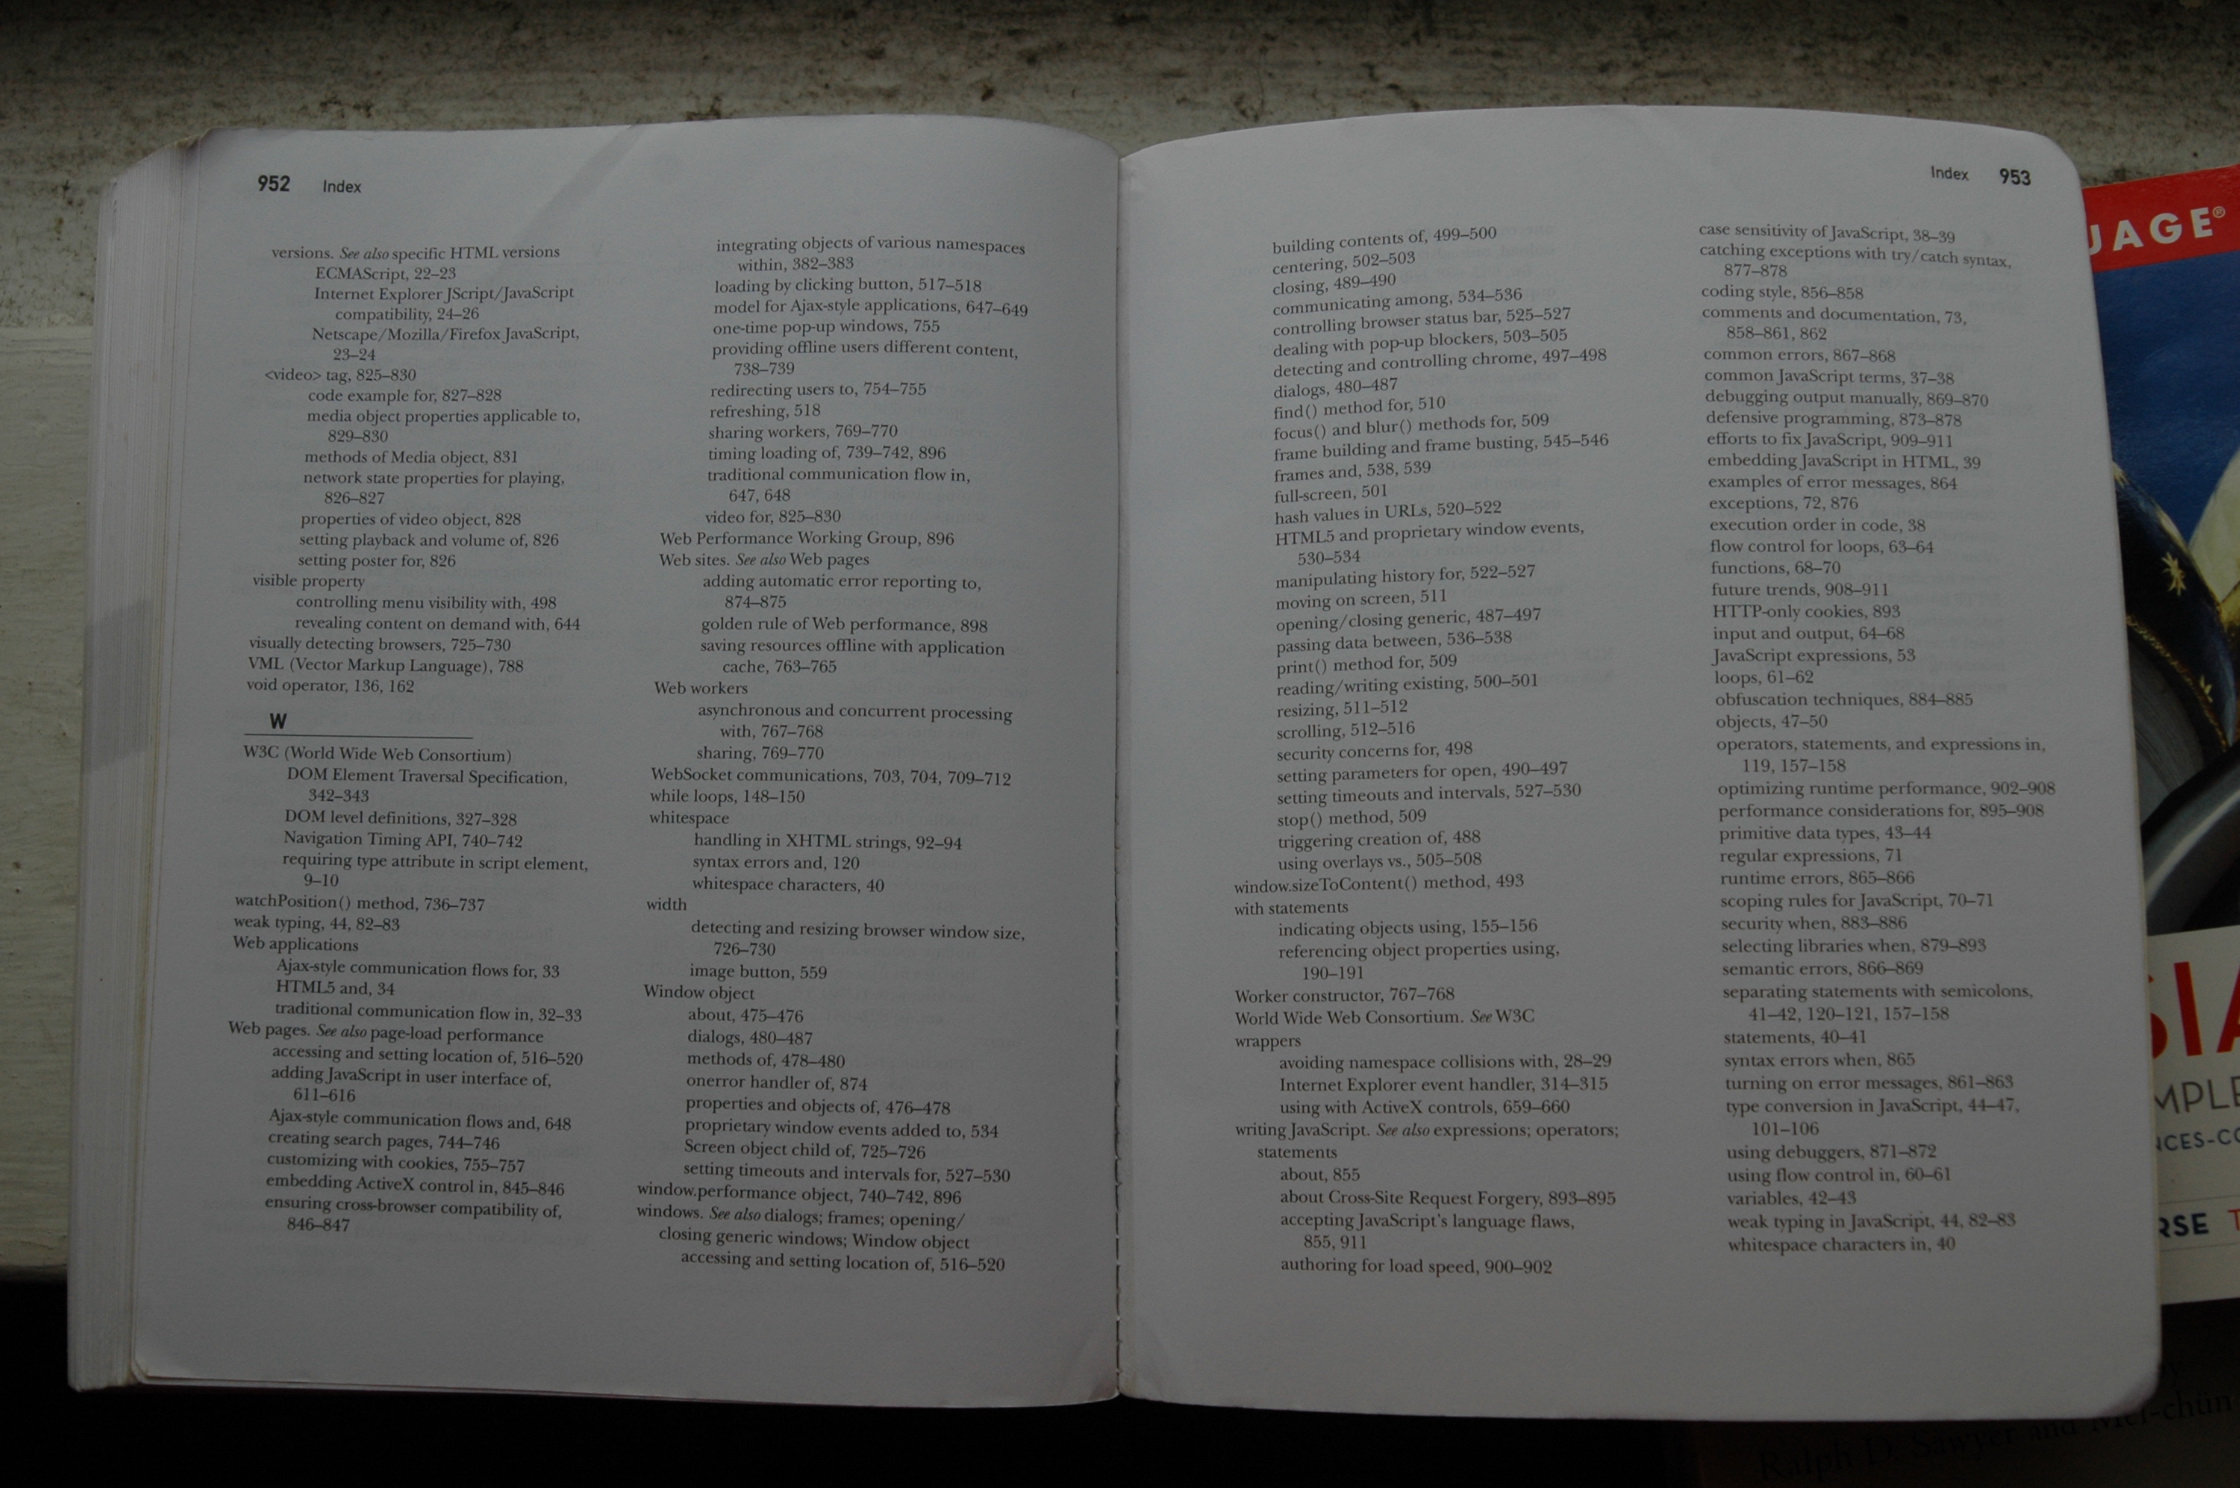 952 Index
versions. See also specific HTML versions
ECMAScript, 22–23
Internet Explorer JScript/JavaScript
compatibility, 24–26
Netscape/Mozilla/Firefox JavaScript,
23–24
<video> tag, 825–830
code example for, 827–828
media object properties applicable to,
829–830
methods of Media object, 831
network state properties for playing,
826–827
properties of video object, 828
setting playback and volume of, 826
setting poster for, 826
visible property
controlling menu visibility with, 498
revealing content on demand with, 644
visually detecting browsers, 725–730
VML (Vector Markup Language), 788
void operator, 136, 162
W
W3C (World Wide Web Consortium)
DOM Element Traversal Specification,
342–343
DOM level definitions, 327–328
Navigation Timing API, 740–742
requiring type attribute in script element,
9–10
watchPosition() method, 736–737
weak typing, 44, 82–83
Web applications
Ajax-style communication flows for, 33
HTML5 and, 34
traditional communication flow in, 32–33
Web pages. See also page-load performance
accessing and setting location of, 516–520
adding JavaScript in user interface of,
611–616
Ajax-style communication flows and, 648
creating search pages, 744–746
customizing with cookies, 755–757
embedding ActiveX control in, 845–846
ensuring cross-browser compatibility of,
846–847
integrating objects of various namespaces
within, 382–383
loading by clicking button, 517–518
model for Ajax-style applications, 647–649
one-time pop-up windows, 755
providing offline users different content,
738–739
redirecting users to, 754–755
refreshing, 518
sharing workers, 769–770
timing loading of, 739–742, 896
traditional communication flow in,
647, 648
video for, 825–830
Web Performance Working Group, 896
Web sites. See also Web pages
adding automatic error reporting to,
874–875
golden rule of Web performance, 898
saving resources offline with application
cache, 763–765
Web workers
asynchronous and concurrent processing
with, 767–768
sharing, 769–770
WebSocket communications, 703, 704, 709–712
while loops, 148–150
whitespace
handling in XHTML strings, 92–94
syntax errors and, 120
whitespace characters, 40
width
detecting and resizing browser window size,
726–730
image button, 559
Window object
about, 475–476
dialogs, 480–487
methods of, 478–480
onerror handler of, 874
properties and objects of, 476–478
proprietary window events added to, 534
Screen object child of, 725–726
setting timeouts and intervals for, 527–530
window.performance object, 740–742, 896
windows. See also dialogs; frames; opening/
closing generic windows; Window object
accessing and setting location of, 516–520
Index 953
building contents of, 499–500
centering, 502–503
closing, 489–490
communicating among, 534–536
controlling browser status bar, 525–527
dealing with pop-up blockers, 503–505
detecting and controlling chrome, 497–498
dialogs, 480–487
find() method for, 510
focus() and blur() methods for, 509
frame building and frame busting, 545–546
frames and, 538, 539
full-screen, 501
hash values in URLs, 520–522
HTML5 and proprietary window events,
530–534
manipulating history for, 522–527
moving on screen, 511
opening/closing generic, 487–497
passing data between, 536–538
print() method for, 509
reading/writing existing, 500–501
resizing, 511–512
scrolling, 512–516
security concerns for, 498
setting parameters for open, 490–497
setting timeouts and intervals, 527–530
stop() method, 509
triggering creation of, 488
using overlays vs., 505–508
window.sizeToContent() method, 493
with statements
indicating objects using, 155–156
referencing object properties using,
190–191
Worker constructor, 767–768
World Wide Web Consortium. See W3C
wrappers
avoiding namespace collisions with, 28–29
Internet Explorer event handler, 314–315
using with ActiveX controls, 659–660
writing JavaScript. See also expressions; operators;
statements
about, 855
about Cross-Site Request Forgery, 893–895
accepting JavaScript's language flaws,
855, 911
authoring for load speed, 900–902
case sensitivity of JavaScript, 38–39
catching exceptions with try/catch syntax,
877–878
coding style, 856–858
comments and documentation, 73,
858–861, 862
common errors, 867–868
common JavaScript terms, 37–38
debugging output manually, 869–870
defensive programming, 873–878
efforts to fix JavaScript, 909–911
embedding JavaScript in HTML, 39
examples of error messages, 864
exceptions, 72, 876
execution order in code, 38
flow control for loops, 63–64
functions, 68–70
future trends, 908–911
HTTP-only cookies, 893
input and output, 64–68
JavaScript expressions, 53
loops, 61–62
obfuscation techniques, 884–885
objects, 47–50
operators, statements, and expressions in,
119, 157–158
optimizing runtime performance, 902–908
performance considerations for, 895–908
primitive data types, 43–44
regular expressions, 71
runtime errors, 865–866
scoping rules for JavaScript, 70–71
security when, 883–886
selecting libraries when, 879–893
semantic errors, 866–869
separating statements with semicolons,
41–42, 120–121, 157–158
statements, 40–41
syntax errors when, 865
turning on error messages, 861–863
type conversion in JavaScript, 44–47,
101–106
using debuggers, 871–872
using flow control in, 60–61
variables, 42–43
weak typing in JavaScript, 44, 82–83
whitespace characters in, 40
UAGE®
Ralph D. Sawyer and Mei-chün